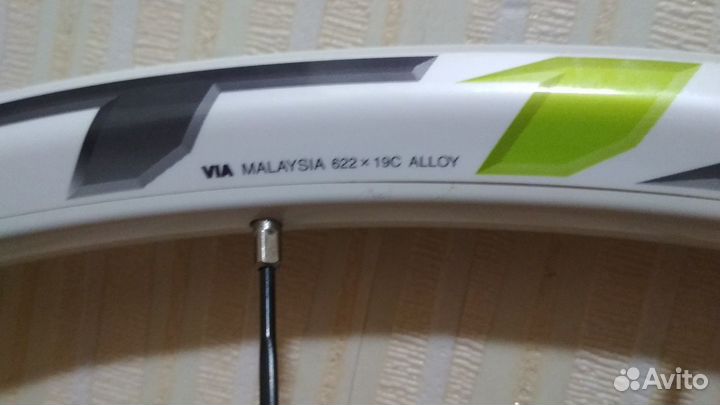 VIA MALAYSIA 622 × 19C ALLOY
Avito